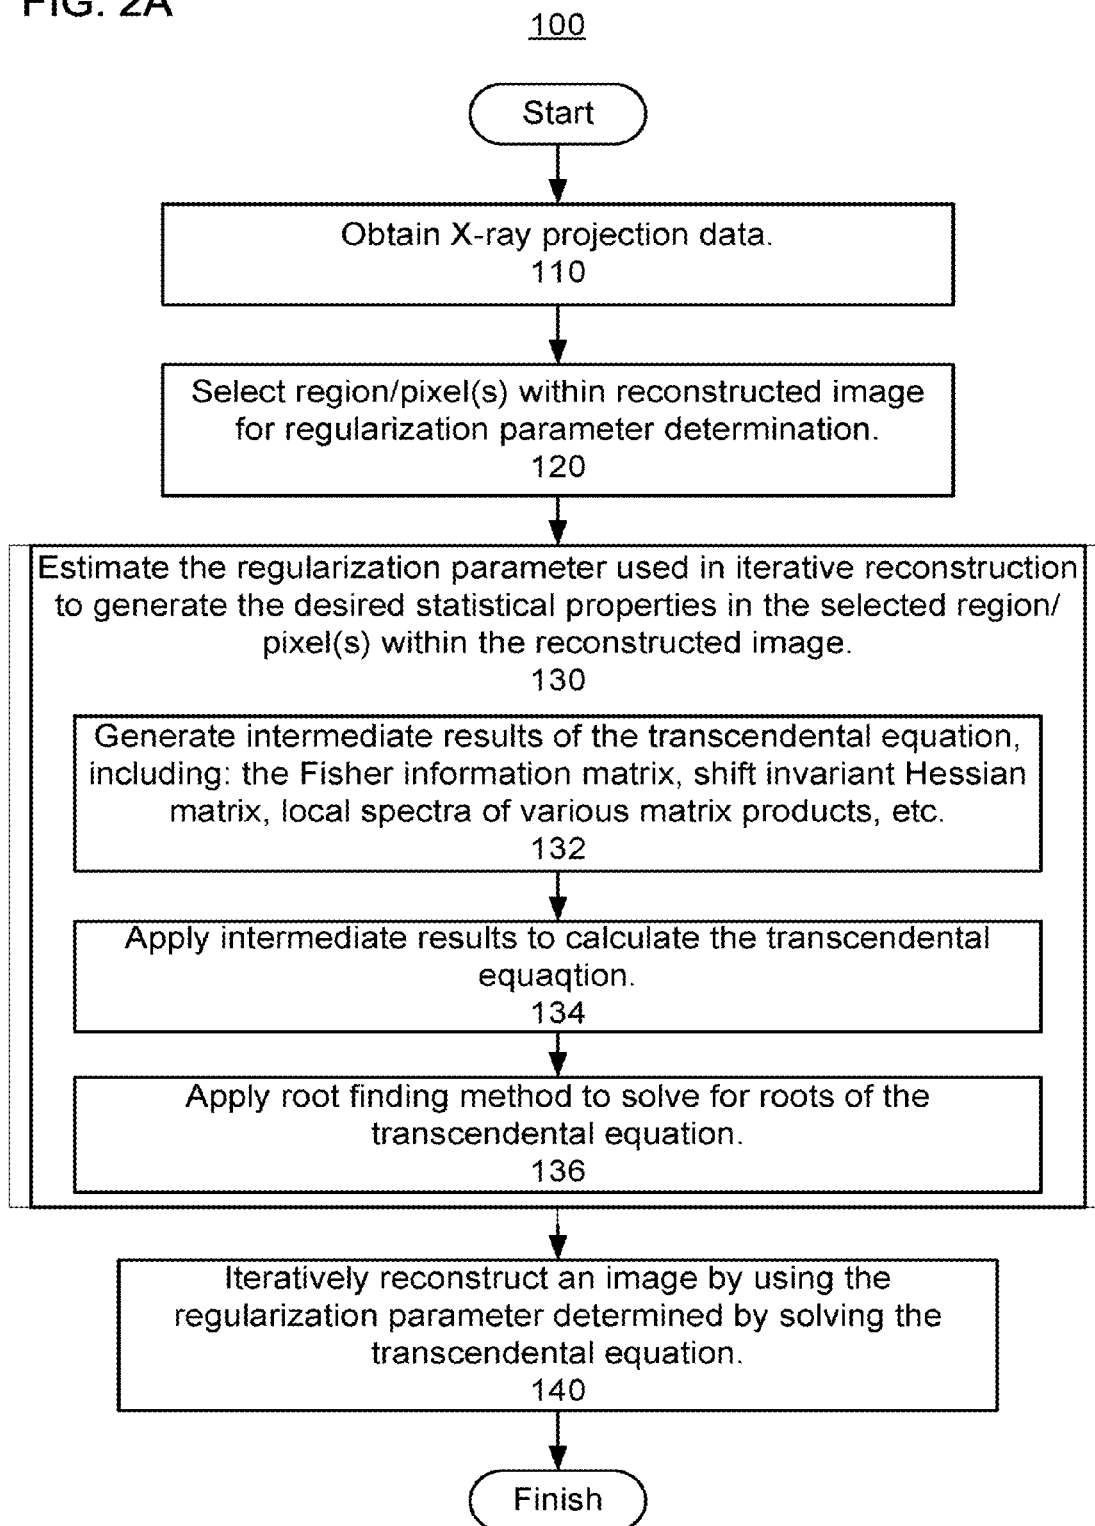 FIG. 2A
100
Start
Obtain X-ray projection data.
110
Select region/pixel(s) within reconstructed image
for regularization parameter determination.
120
Estimate the regularization parameter used in iterative reconstruction
to generate the desired statistical properties in the selected region/
pixel(s) within the reconstructed image.
130
Generate intermediate results of the transcendental equation,
including: the Fisher information matrix, shift invariant Hessian
matrix, local spectra of various matrix products, etc.
132
Apply intermediate results to calculate the transcendental
equaqtion.
134
Apply root finding method to solve for roots of the
transcendental equation.
136
Iteratively reconstruct an image by using the
regularization parameter determined by solving the
transcendental equation.
140
Finish